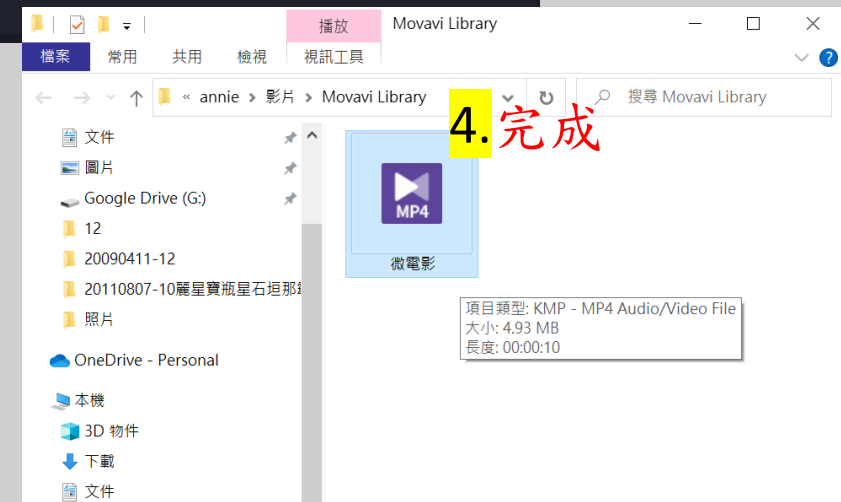 播放
Movavi Library
檔案
常用
共用
檢視
視訊工具
« annie > 影片 > Movavi Library
搜尋 Movavi Library
4.完成
文件
圖片
Google Drive (G:)
12
20090411-12
20110807-10麗星寶瓶星石垣那
照片
OneDrive - Personal
本機
3D 物件
下載
文件
MP4
微電影
項目類型: KMP - MP4 Audio/Video File
大小: 4.93 MB
長度: 00:00:10